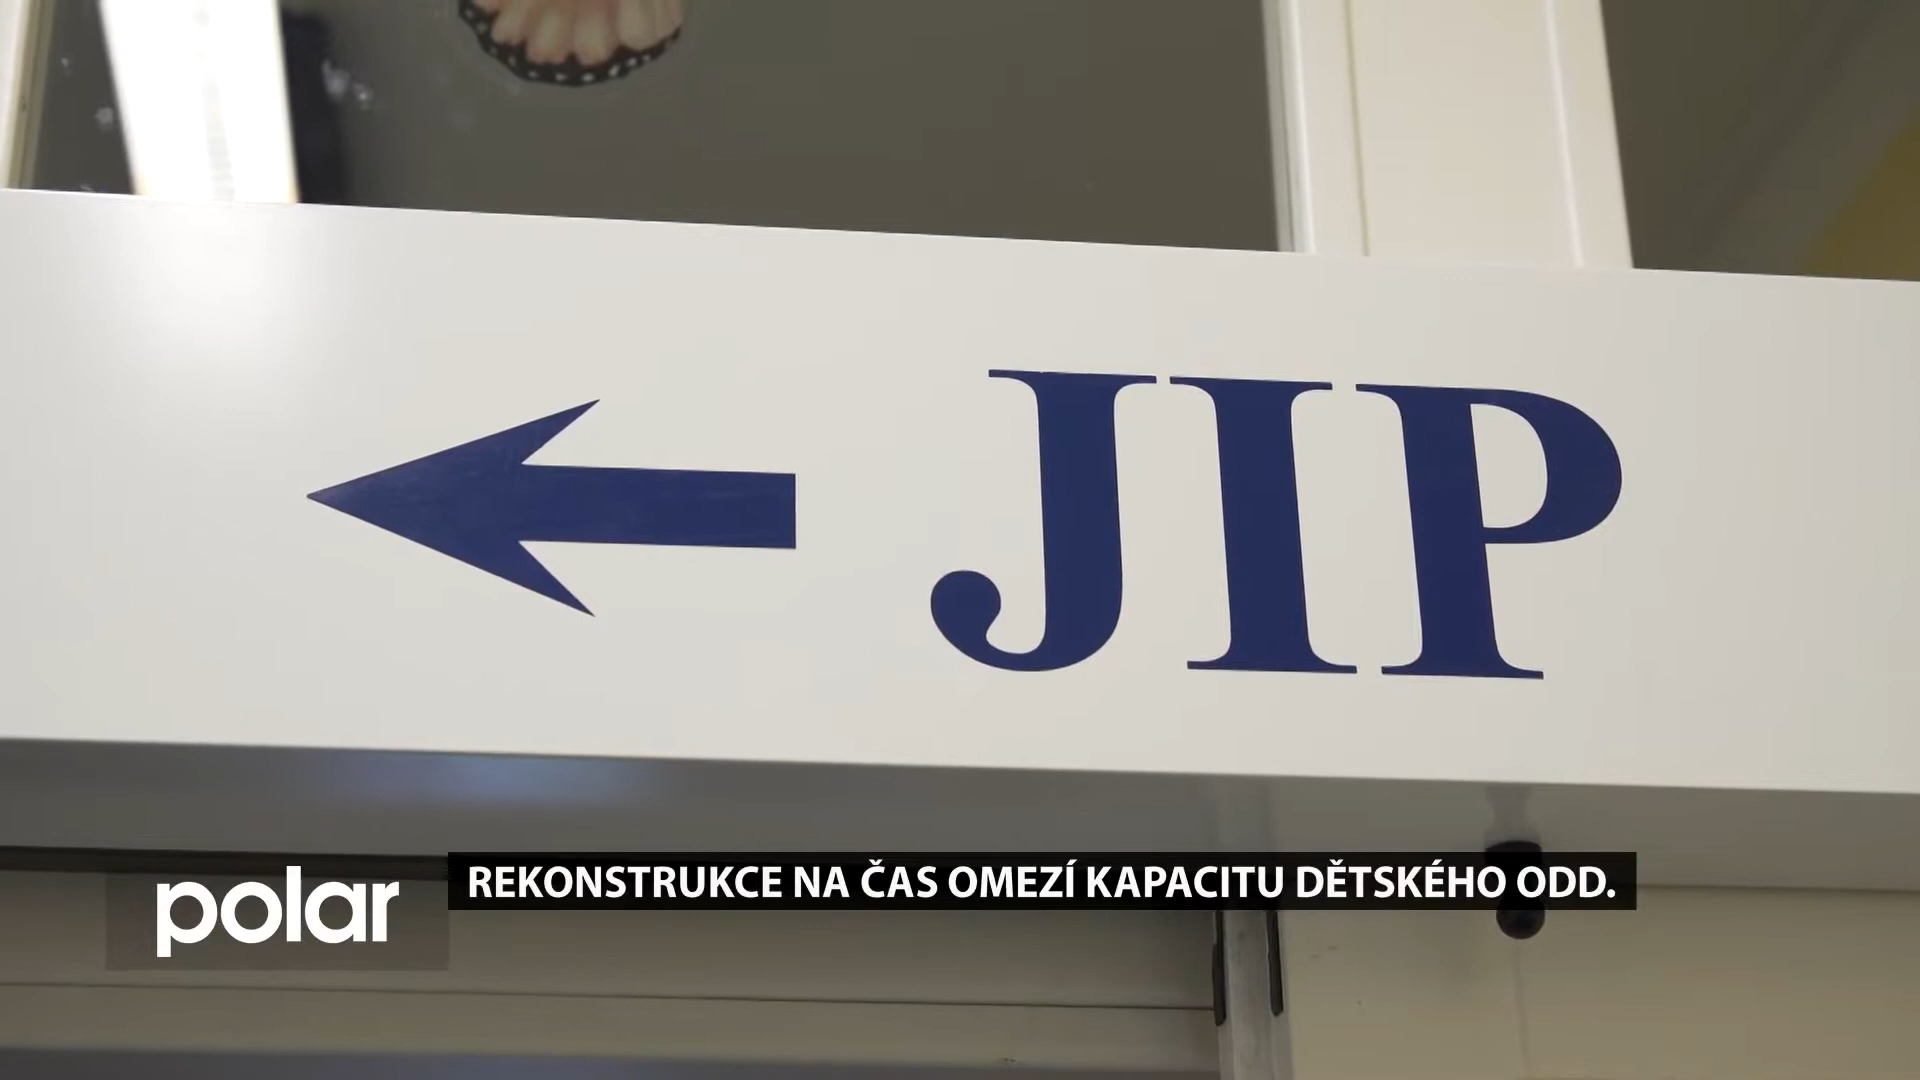 JIP
polar
REKONSTRUKCE NA ČAS OMEZÍ KAPACITU DĚTSKÉHO ODD.